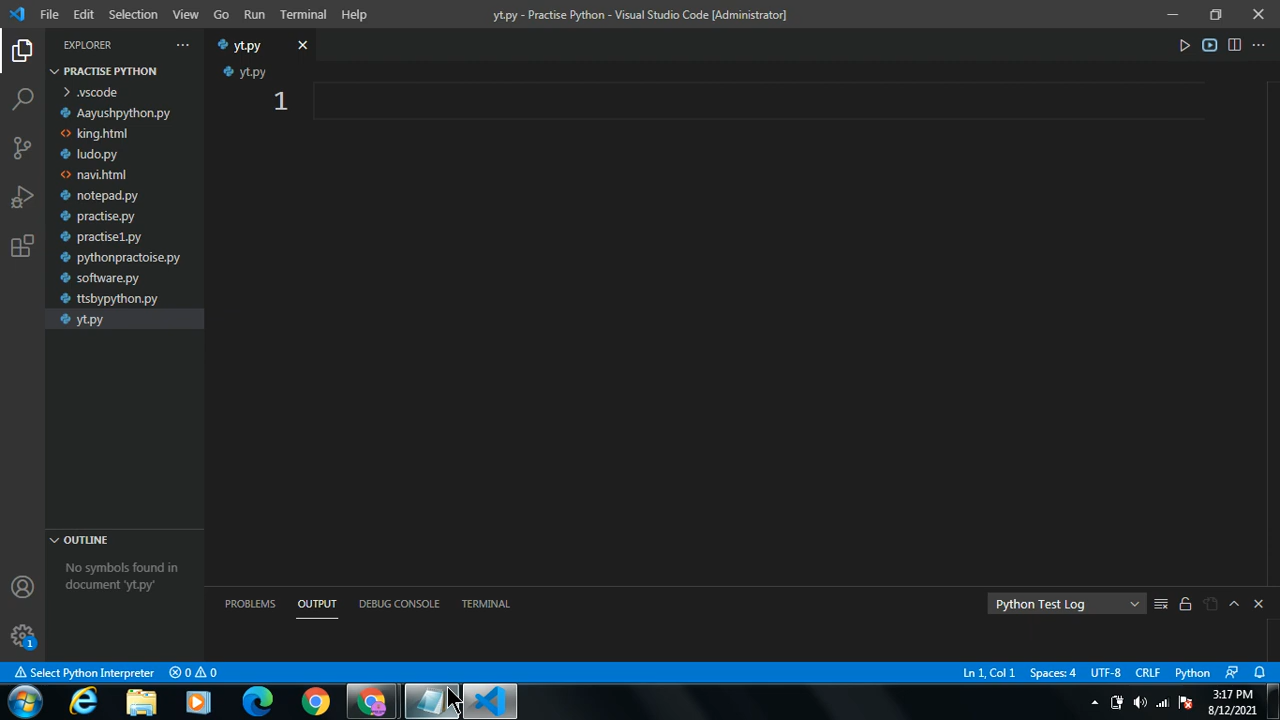 File Edit Selection View Go Run Terminal Help
yt.py - Practise Python - Visual Studio Code [Administrator]
EXPLORER
yt.py
PRACTISE PYTHON
yt.py
.vscode
1
Aayushpython.py
king.html
ludo.py
navi.html
notepad.py
practise.py
practise1.py
pythonpractoise.py
software.py
ttsbypython.py
yt.py
OUTLINE
No symbols found in
document 'yt.py'
PROBLEMS OUTPUT DEBUG CONSOLE TERMINAL
Python Test Log
1
Select Python Interpreter 0 0
Ln 1, Col 1 Spaces: 4 UTF-8 CRLF Python
3:17 PM
8/12/2021